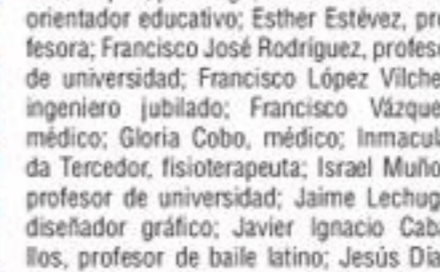 orientador educativo; Esther Estévez, pro
fesora; Francisco José Rodríguez, profeso
de universidad; Francisco López Vilche
ingeniero jubilado; Francisco Vázque
médico; Gloria Cobo, médico; Inmacula
da Tercedor, fisioterapeuta; Israel Muño
profesor de universidad; Jaime Lechug
diseñador gráfico; Javier Ignacio Caba
llos, profesor de baile latino; Jesús Día